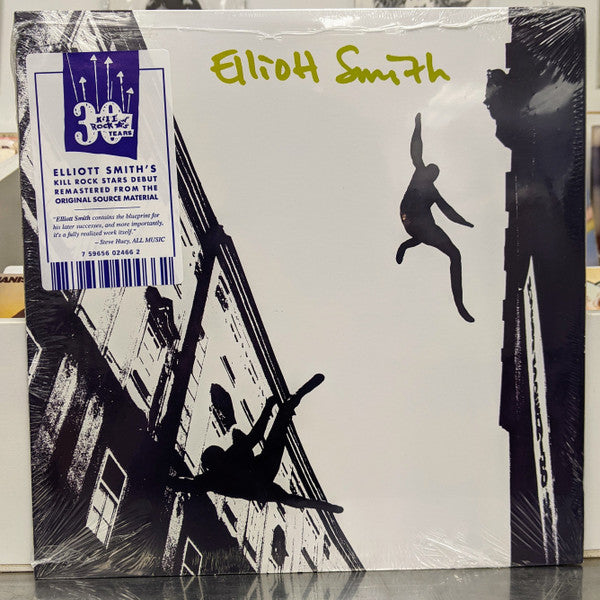 Elliott Smith
30
KILL
ROCK
YEARS
ELLIOTT SMITH'S
KILL ROCK STARS DEBUT
REMASTERED FROM THE
ORIGINAL SOURCE MATERIAL
"Elliott Smith contains the blueprint for
his later successes, and more importantly,
it's a fully realized work itself."
– Steve Huey, ALL MUSIC
7 59656 02466 2